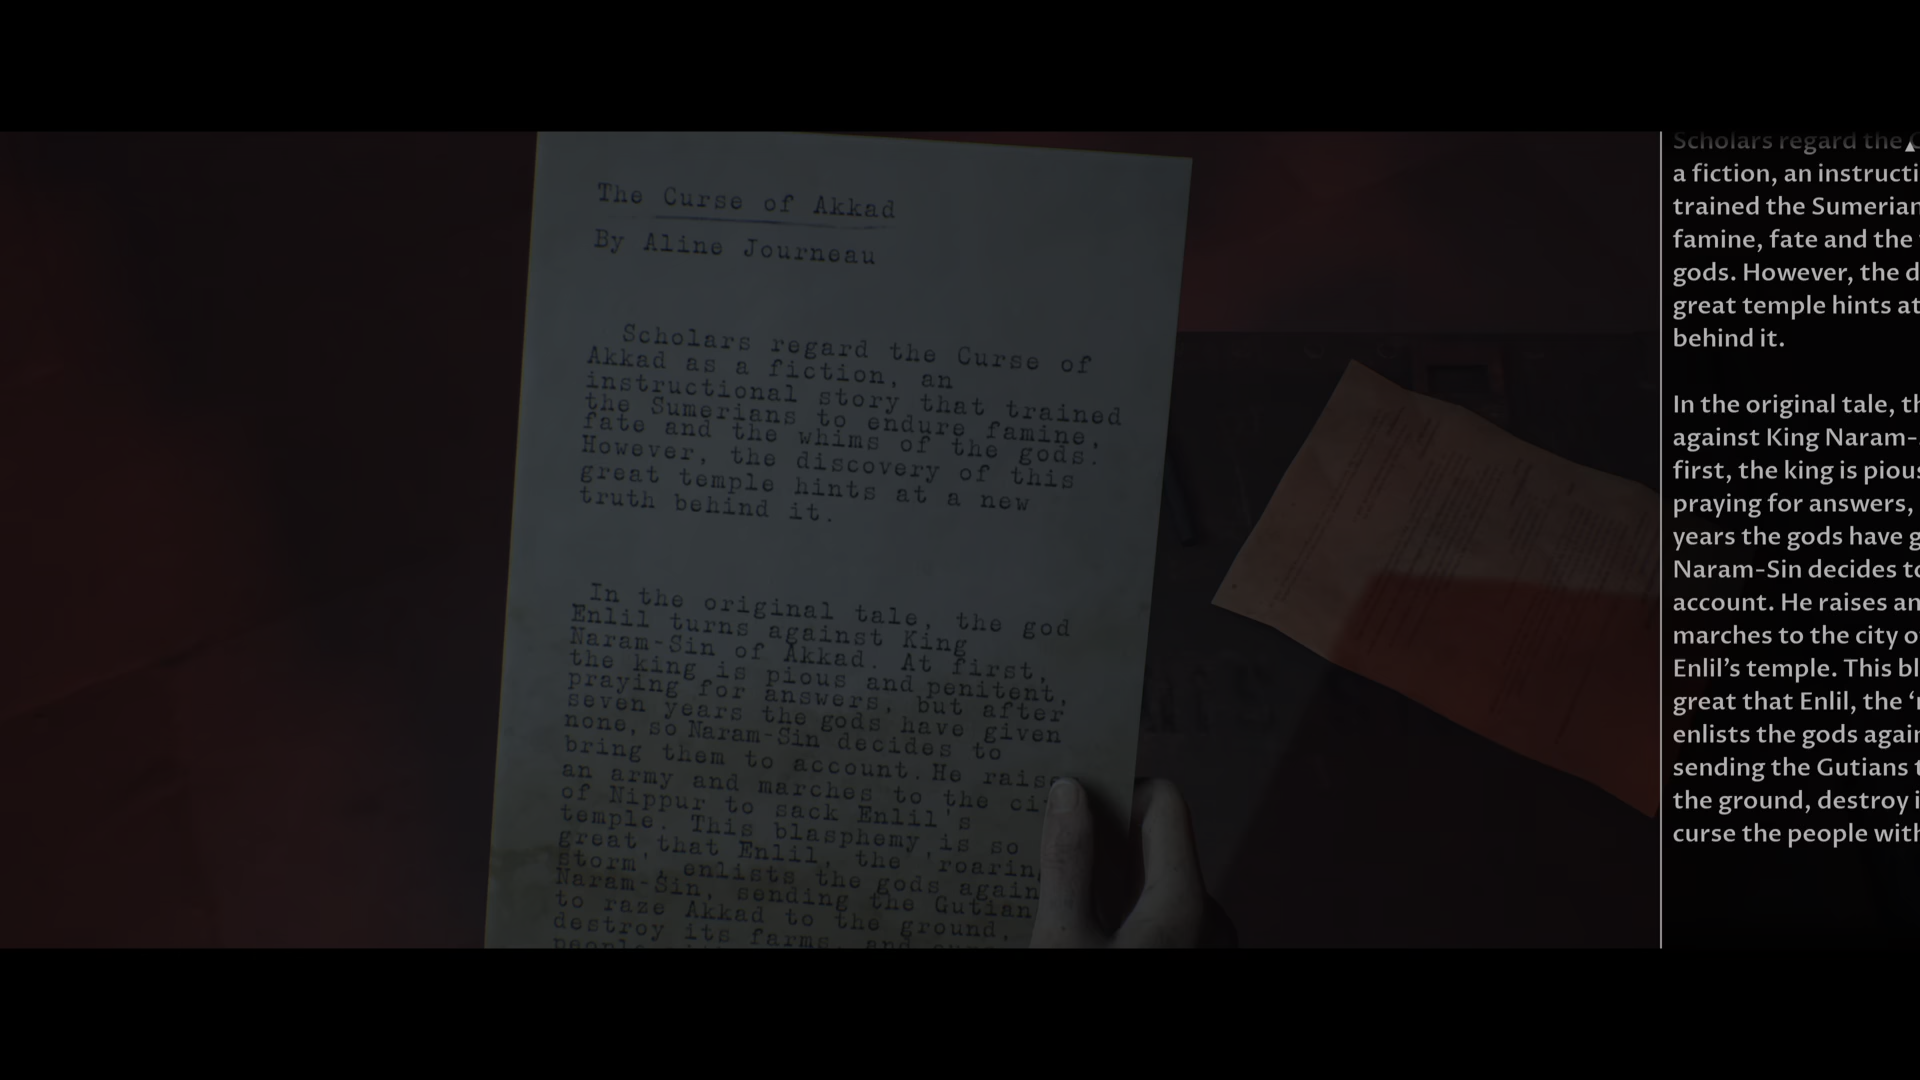 The Curse of Akkad
By Aline Journeau
Scholars regard the Curse of
Akkad as a fiction, an
instructional story that trained
the Sumerians to endure famine,
fate and the whims of the gods.
However, the discovery of this
great temple hints at a new
truth behind it.
In the original tale, the god
Enlil turns against King
Naram-Sin of Akkad. At first,
the king is pious and penitent,
praying for answers, but after
seven years the gods have given
none, so Naram-Sin decides to
bring them to account. He raise
an army and marches to the ci
of Nippur to sack Enlil's
temple. This blasphemy is so
great that Enlil, the 'roarin
storm', enlists the gods again
Naram-Sin, sending the Gutian
to raze Akkad to the ground,
destroy its farms, and
Scholars regard the
a fiction, an instructi
trained the Sumerian
famine, fate and the
gods. However, the d
great temple hints at
behind it.
In the original tale, th
against King Naram-
first, the king is pious
praying for answers,
years the gods have g
Naram-Sin decides to
account. He raises an
marches to the city o
Enlil’s temple. This bl
great that Enlil, the ‘r
enlists the gods again
sending the Gutians t
the ground, destroy i
curse the people with